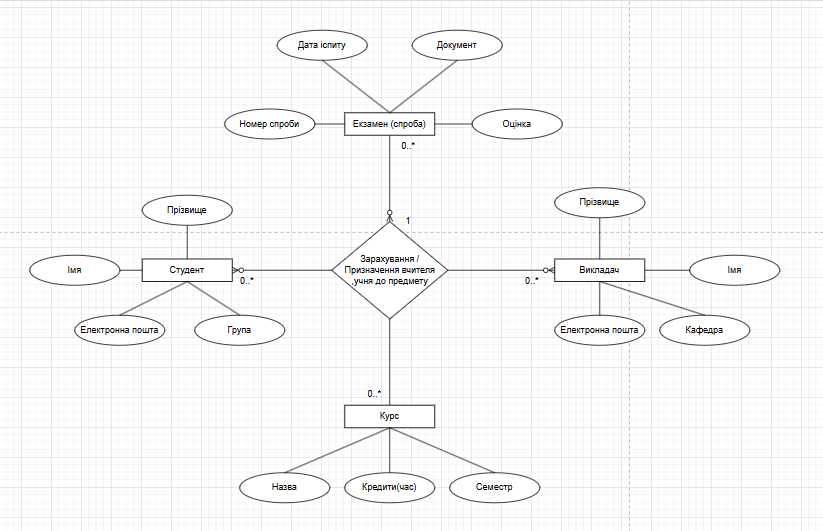 Дата іспиту
Документ
Номер спроби
Екзамен (спроба)
Оцінка
0..*
Прізвище
Прізвище
1
Зарахування /
Призначення вчителя
,учня до предмету
Імя
Студент
0..*
0..*
Викладач
Імя
Електронна пошта
Група
Електронна пошта
Кафедра
0..*
Курс
Назва
Кредити(час)
Семестр